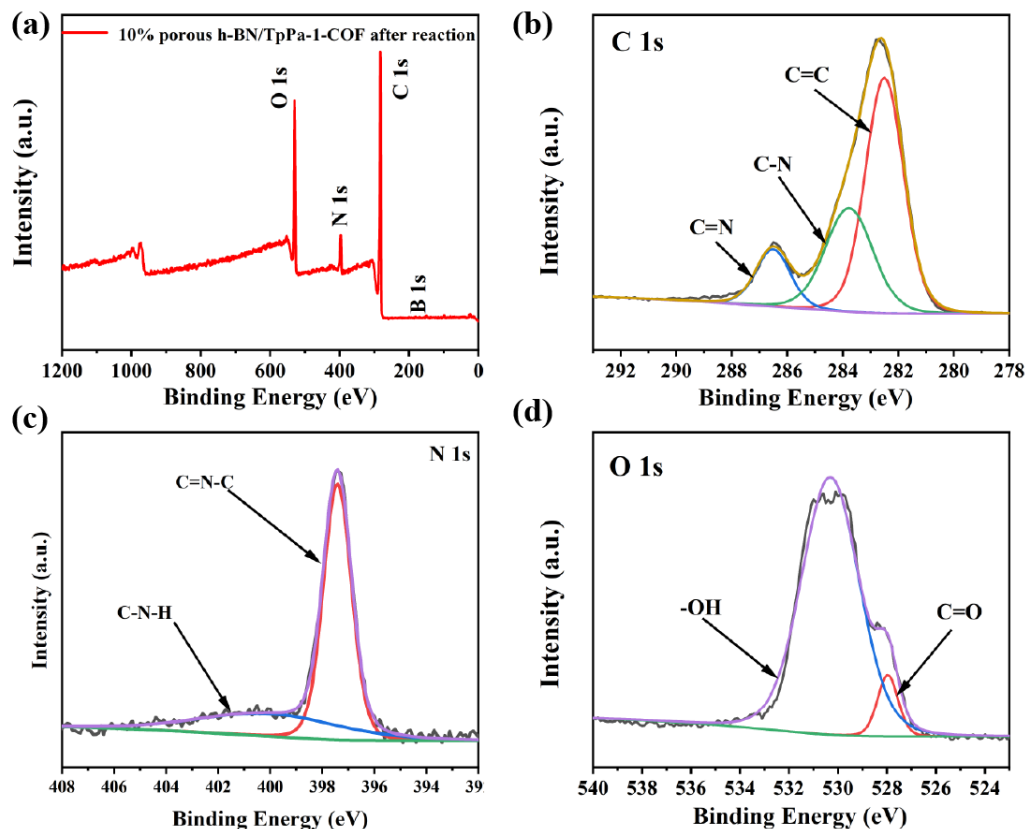 (a)
10% porous h-BN/TpPa-1-COF after reaction
O 1s
N 1s
C 1s
B 1s
Intensity (a.u.)
1200 1000 800 600 400 200 0
Binding Energy (eV)
(b)
C 1s
C=C
C-N
C=N
Intensity (a.u.)
292 290 288 286 284 282 280 278
Binding Energy (eV)
(c)
N 1s
C=N-C
C-N-H
Intensity (a.u.)
408 406 404 402 400 398 396 394 39
Binding Energy (eV)
(d)
O 1s
-OH
C=O
Intensity (a.u.)
540 538 536 534 532 530 528 526 524
Binding Energy (eV)